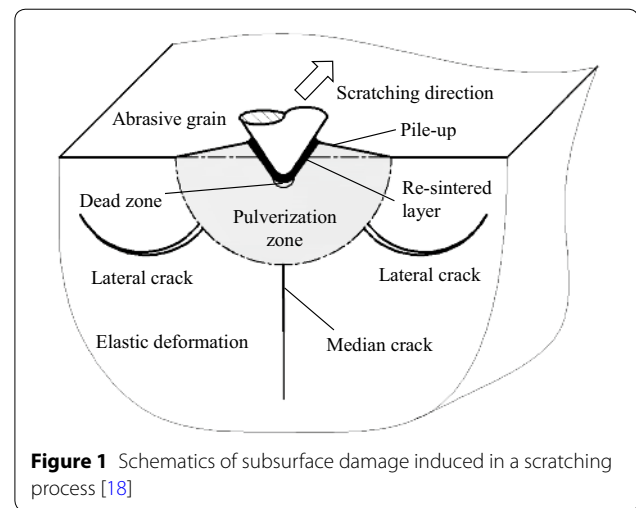 Scratching direction
Abrasive grain
Pile-up
Dead zone
Re-sintered
layer
Pulverization
zone
Lateral crack
Lateral crack
Elastic deformation
Median crack
Figure 1 Schematics of subsurface damage induced in a scratching
process [18]